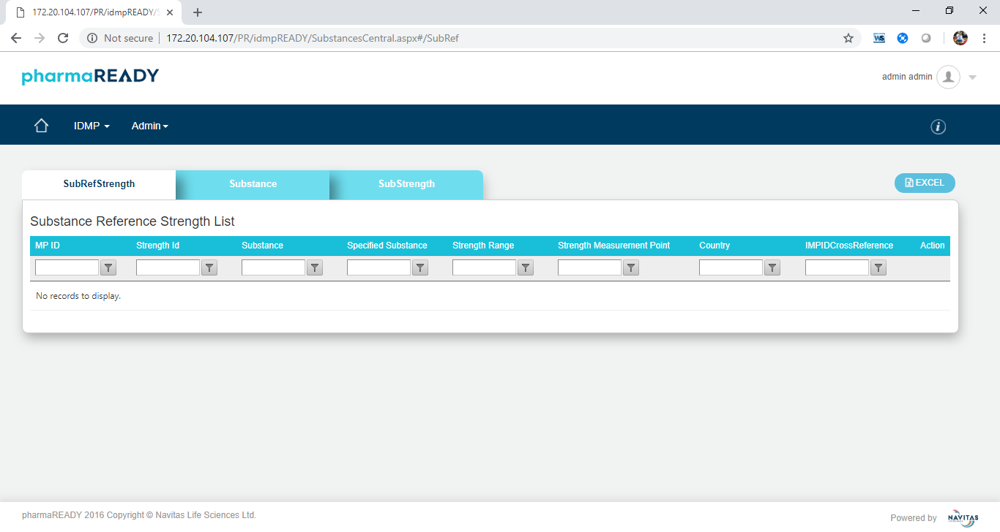 172.20.104.107/PR/idmpREADY/S
Not secure 172.20.104.107/PR/idmpREADY/SubstancesCentral.aspx#/SubRef
WS
pharmaREADY
admin admin
IDMP Admin
i
SubRefStrength Substance SubStrength EXCEL
Substance Reference Strength List
MP ID Strength Id Substance Specified Substance Strength Range Strength Measurement Point Country IMPIDCrossReference Action
No records to display.
pharmaREADY 2016 Copyright © Navitas Life Sciences Ltd.
Powered by NAVITAS